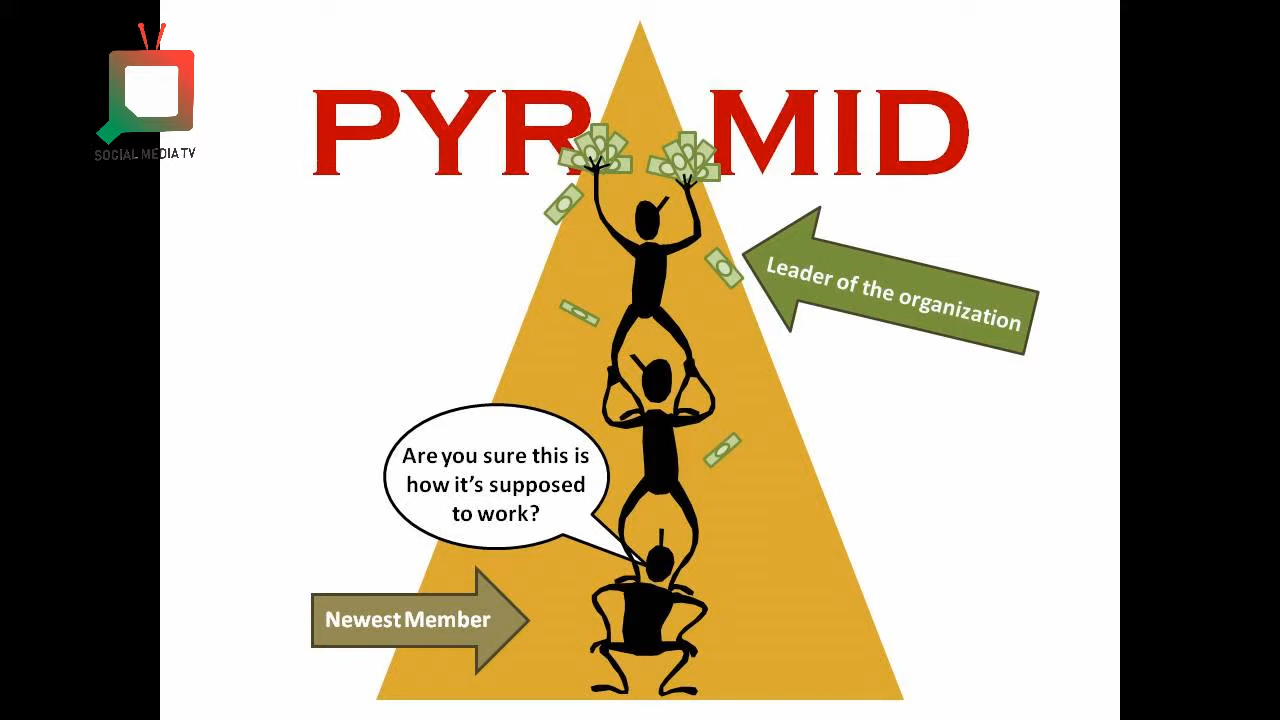 SOCIAL MEDIA TV
PYR MID
Leader of the organization
Are you sure this is
how it's supposed
to work?
Newest Member